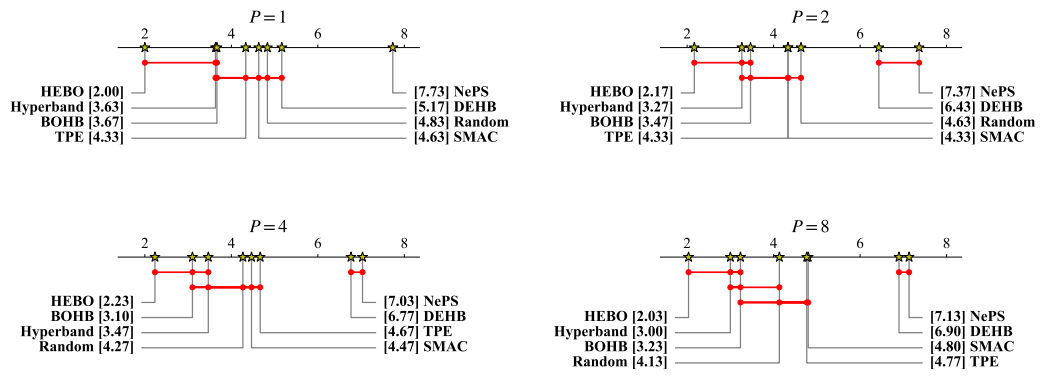 P = 1
2 4 6 8
HEBO [2.00] [7.73] NePS
Hyperband [3.63] [5.17] DEHB
BOHB [3.67] [4.83] Random
TPE [4.33] [4.63] SMAC
P = 2
2 4 6 8
HEBO [2.17] [7.37] NePS
Hyperband [3.27] [6.43] DEHB
BOHB [3.47] [4.63] Random
TPE [4.33] [4.33] SMAC
P = 4
2 4 6 8
HEBO [2.23] [7.03] NePS
BOHB [3.10] [6.77] DEHB
Hyperband [3.47] [4.67] TPE
Random [4.27] [4.47] SMAC
P = 8
2 4 6 8
HEBO [2.03] [7.13] NePS
Hyperband [3.00] [6.90] DEHB
BOHB [3.23] [4.80] SMAC
Random [4.13] [4.77] TPE